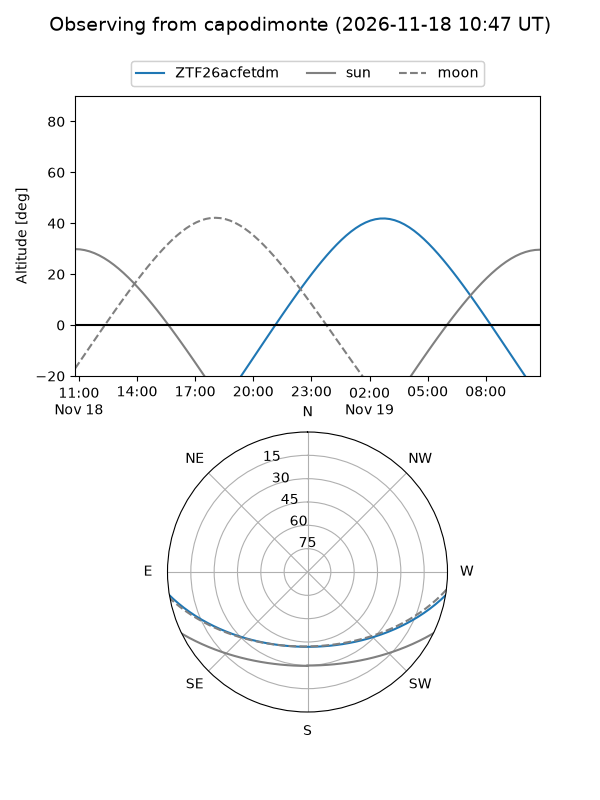 Observing from capodimonte (2026-11-18 10:47 UT)
ZTF26acfetdm sun moon
80
60
40
20
0
−20
Altitude [deg]
11:00 14:00 17:00 20:00 23:00 02:00 05:00 08:00
Nov 18 Nov 19
N
NE NW
15
30
45
60
75
E W
SE SW
S